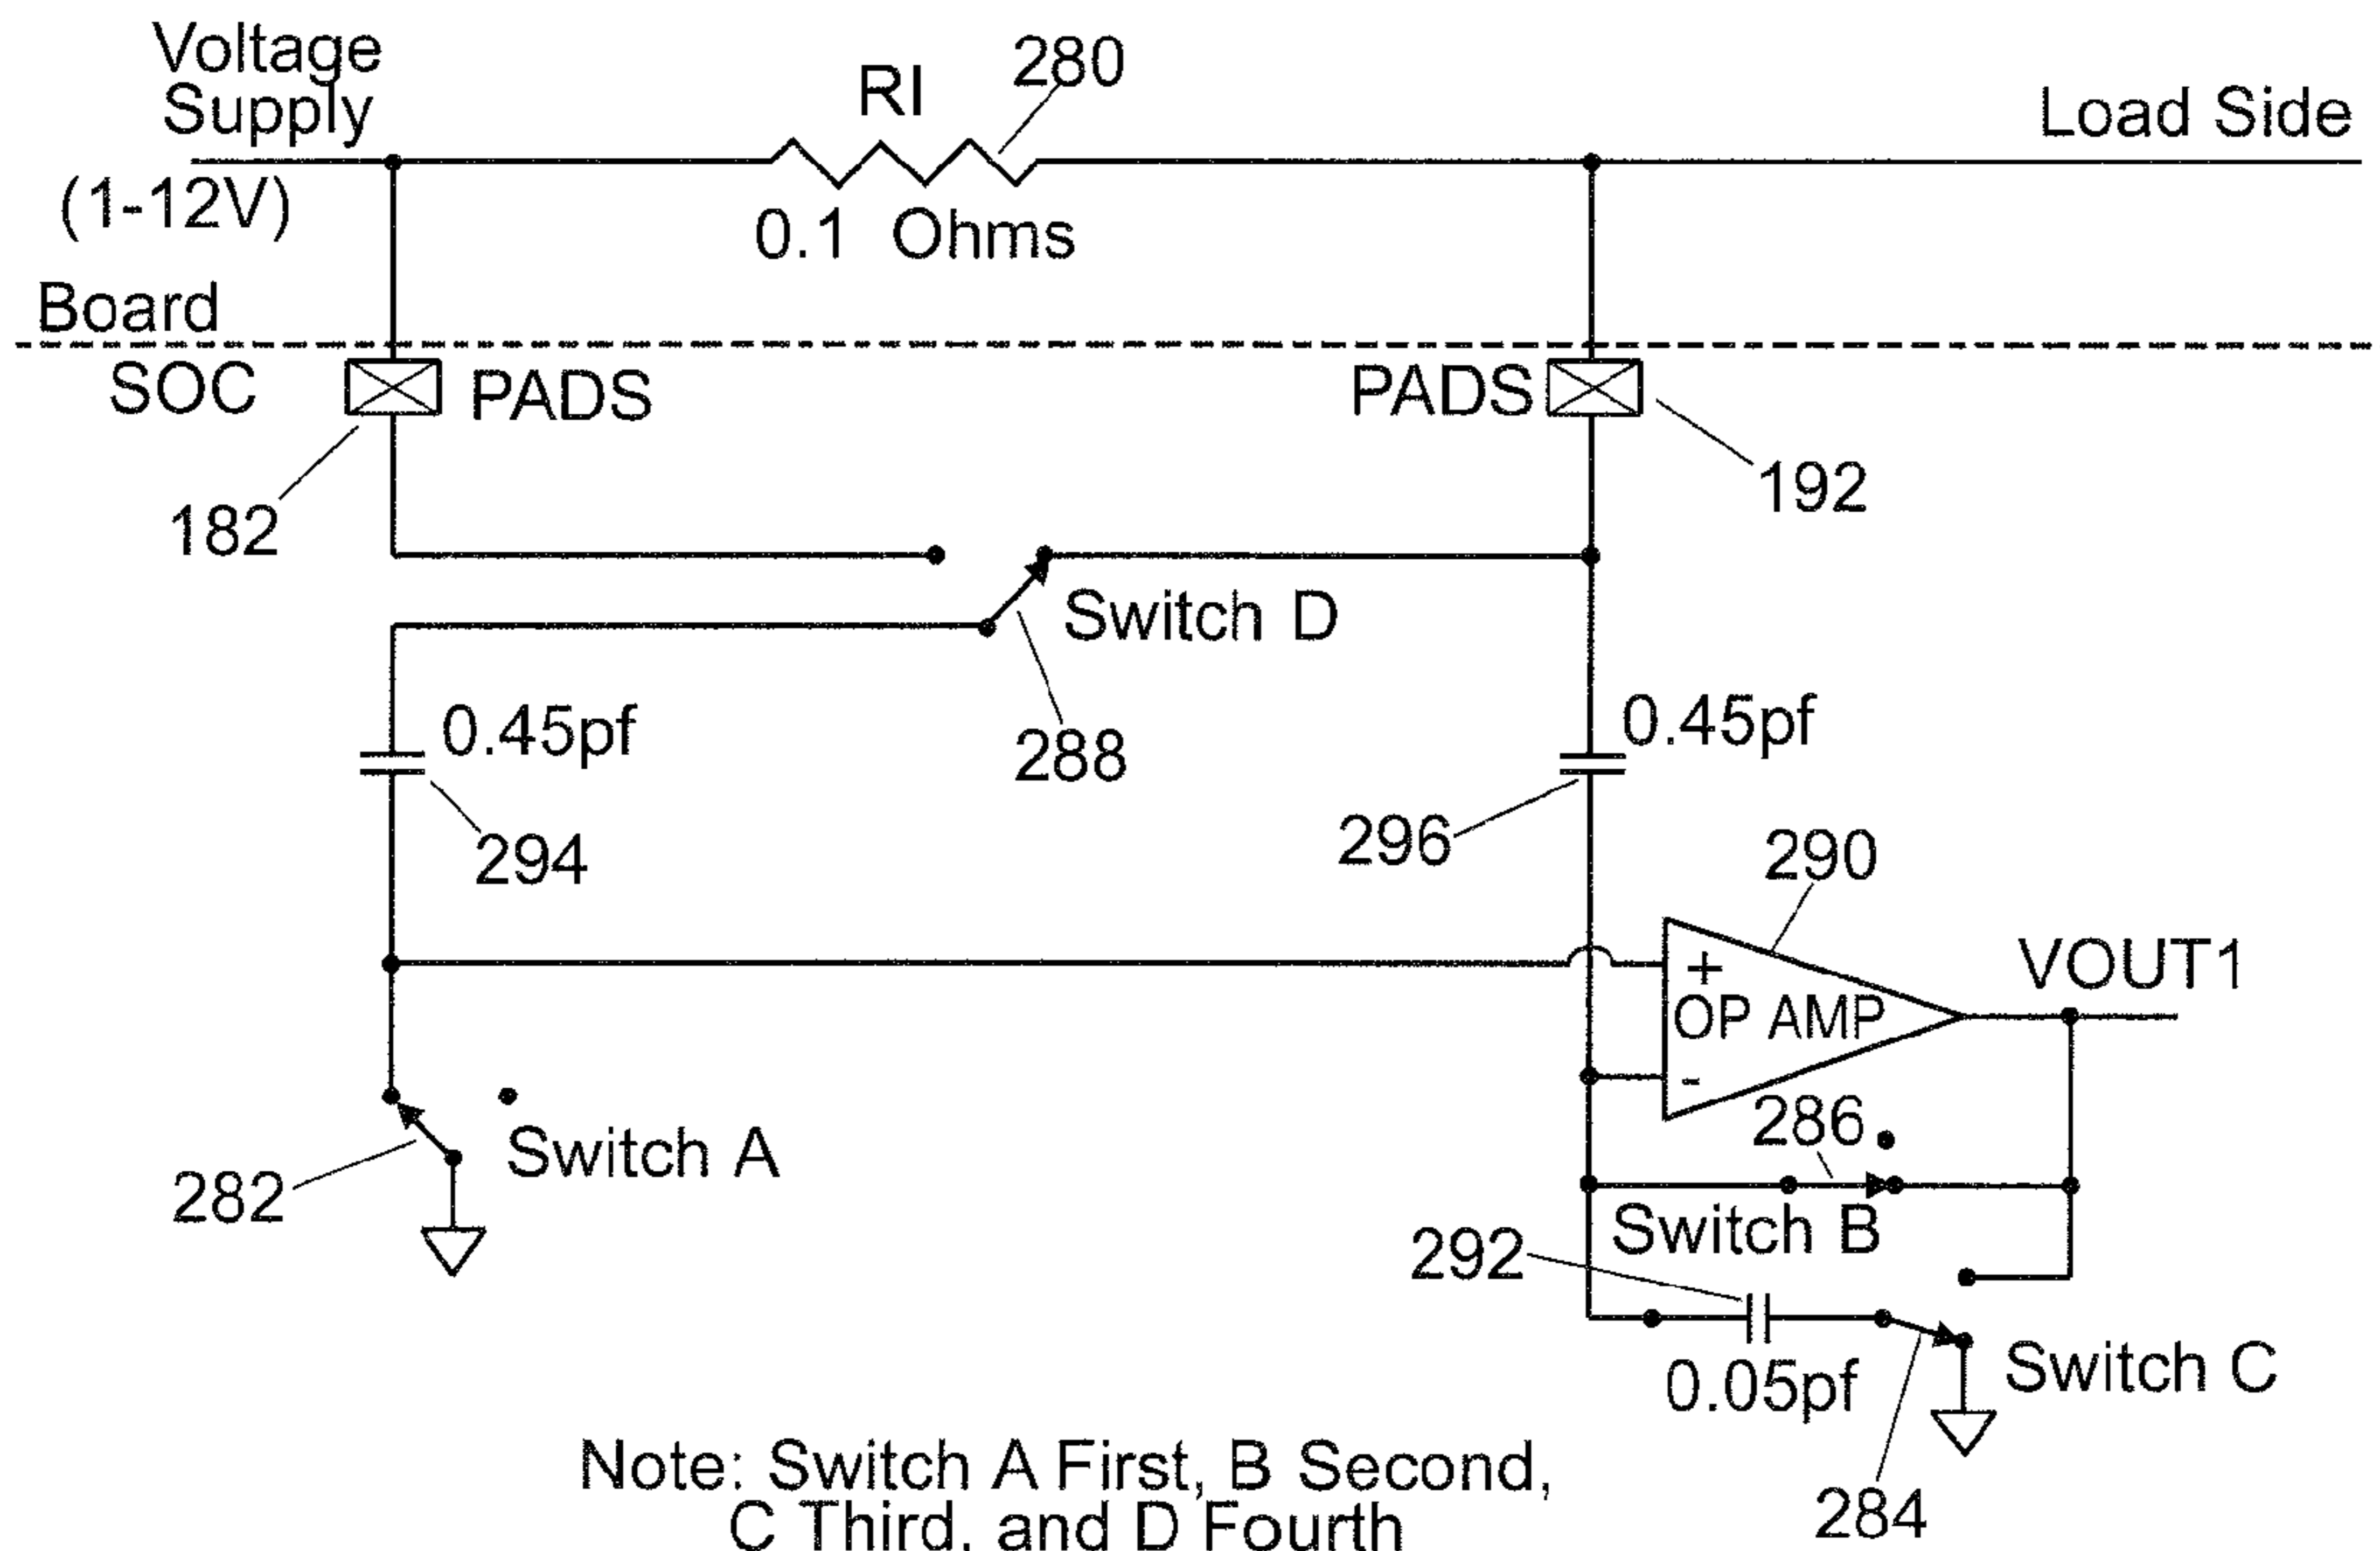 Voltage
Supply
(1-12V)
RI
280
0.1 Ohms
Load Side
Board
SOC
PADS
PADS
182
192
Switch D
288
0.45pf
294
0.45pf
296
290
+
OP AMP
-
VOUT1
282
Switch A
286
Switch B
292
0.05pf
Switch C
284
Note: Switch A First, B Second,
C Third, and D Fourth